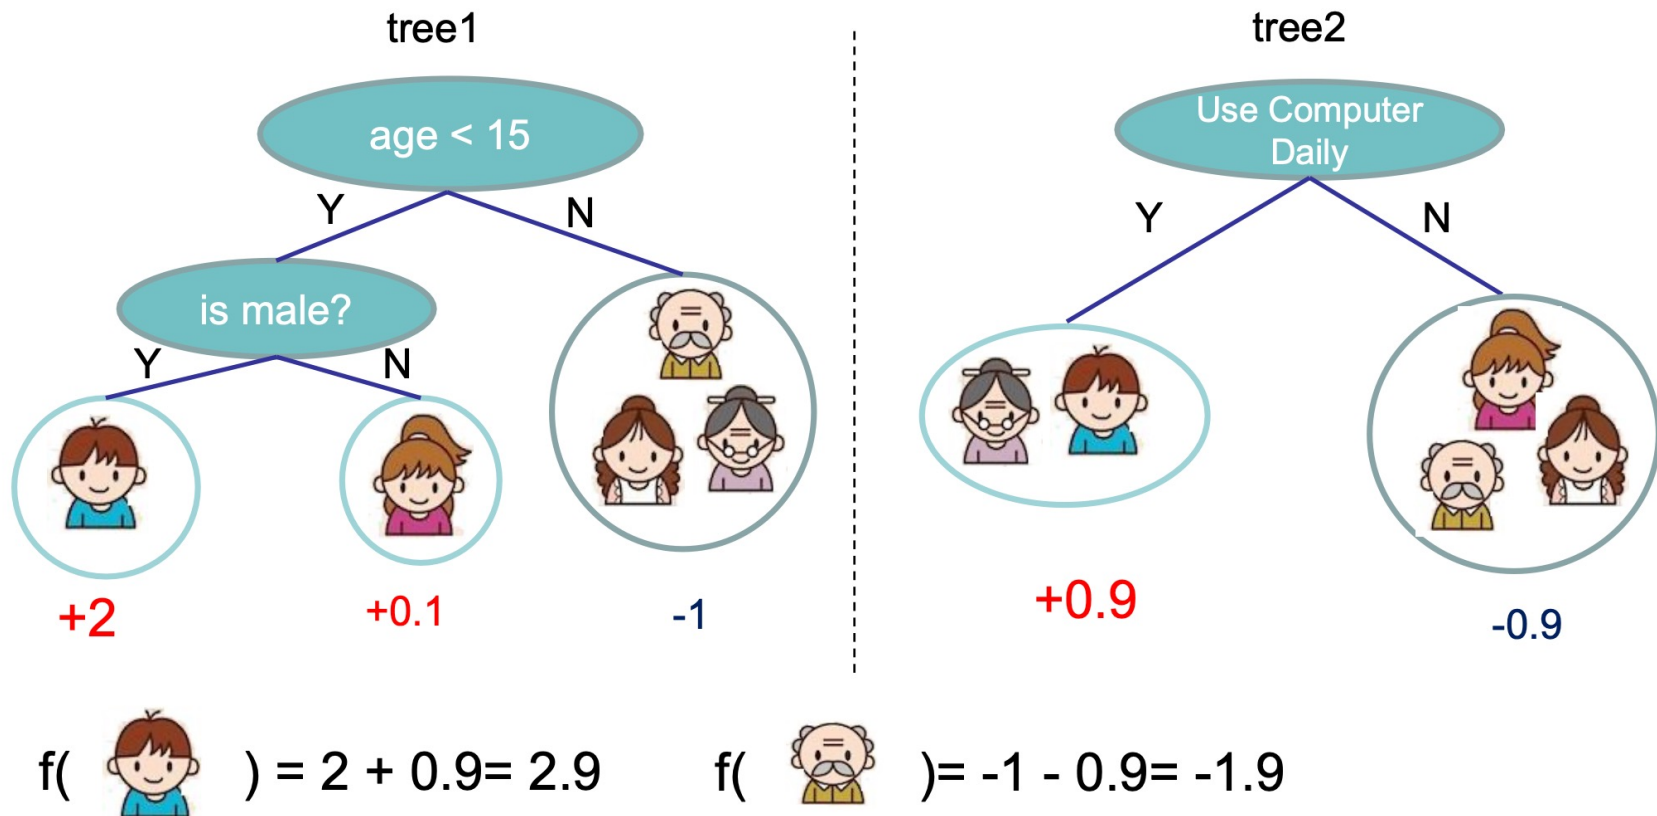 tree1
age < 15
Y
N
is male?
Y
N
+2
+0.1
-1
tree2
Use Computer
Daily
Y
N
+0.9
-0.9
f( ) = 2 + 0.9= 2.9
f( )= -1 - 0.9= -1.9